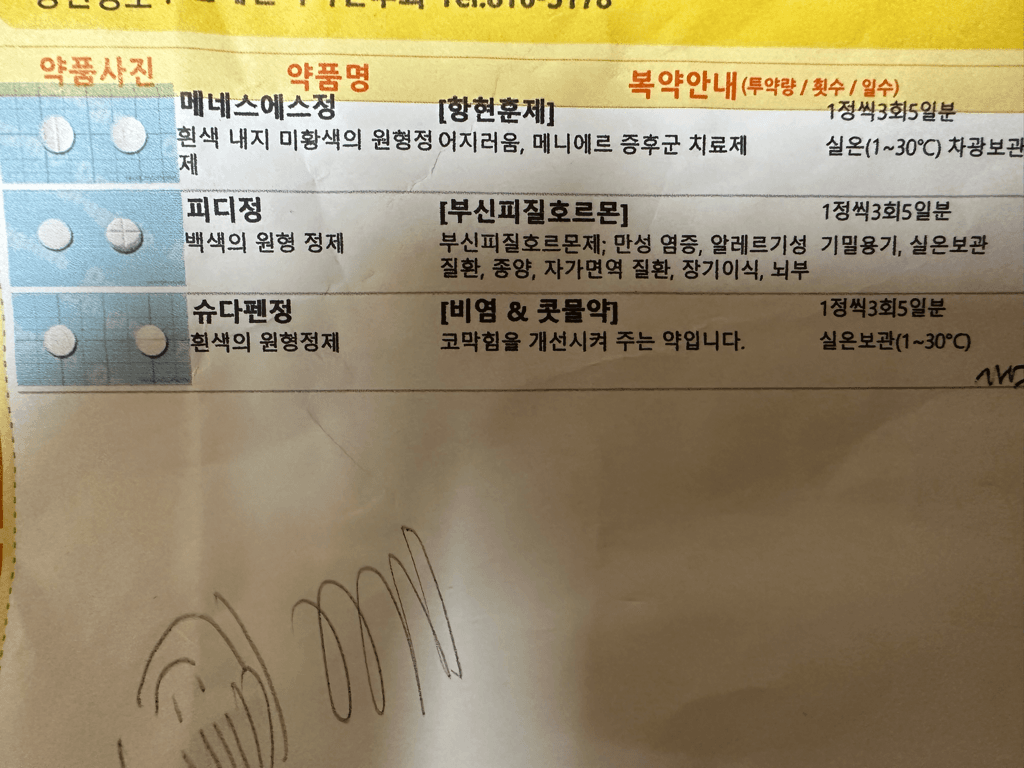 약품사진 약품명 복약안내(투약량 / 횟수 / 일수)
메네스에스정 [항현훈제] 1정씩3회5일분
흰색 내지 미황색의 원형정 어지러움, 메니에르 증후군 치료제 실온(1~30℃) 차광보관
제
피디정 [부신피질호르몬] 1정씩3회5일분
백색의 원형 정제 부신피질호르몬제; 만성 염증, 알레르기성 기밀용기, 실온보관
질환, 종양, 자가면역 질환, 장기이식, 뇌부
슈다펜정 [비염 & 콧물약] 1정씩3회5일분
흰색의 원형정제 코막힘을 개선시켜 주는 약입니다. 실온보관(1~30℃)